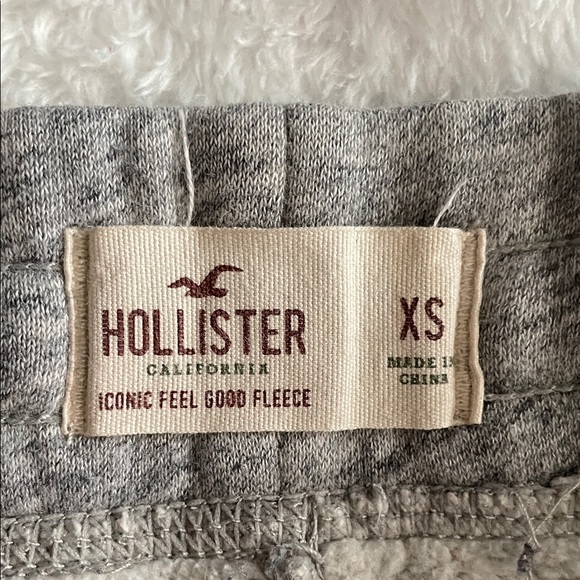 HOLLISTER
CALIFORNIA
ICONIC FEEL GOOD FLEECE
XS
MADE IN
CHINA